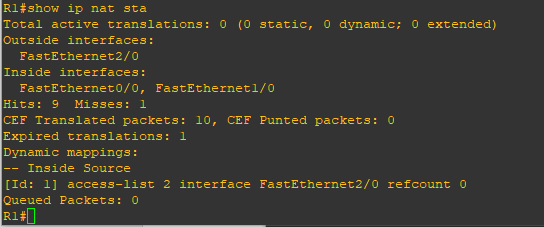 R1#show ip nat sta
Total active translations: 0 (0 static, 0 dynamic; 0 extended)
Outside interfaces:
  FastEthernet2/0
Inside interfaces:
  FastEthernet0/0, FastEthernet1/0
Hits: 9  Misses: 1
CEF Translated packets: 10, CEF Punted packets: 0
Expired translations: 1
Dynamic mappings:
-- Inside Source
[Id: 1] access-list 2 interface FastEthernet2/0 refcount 0
Queued Packets: 0
R1#